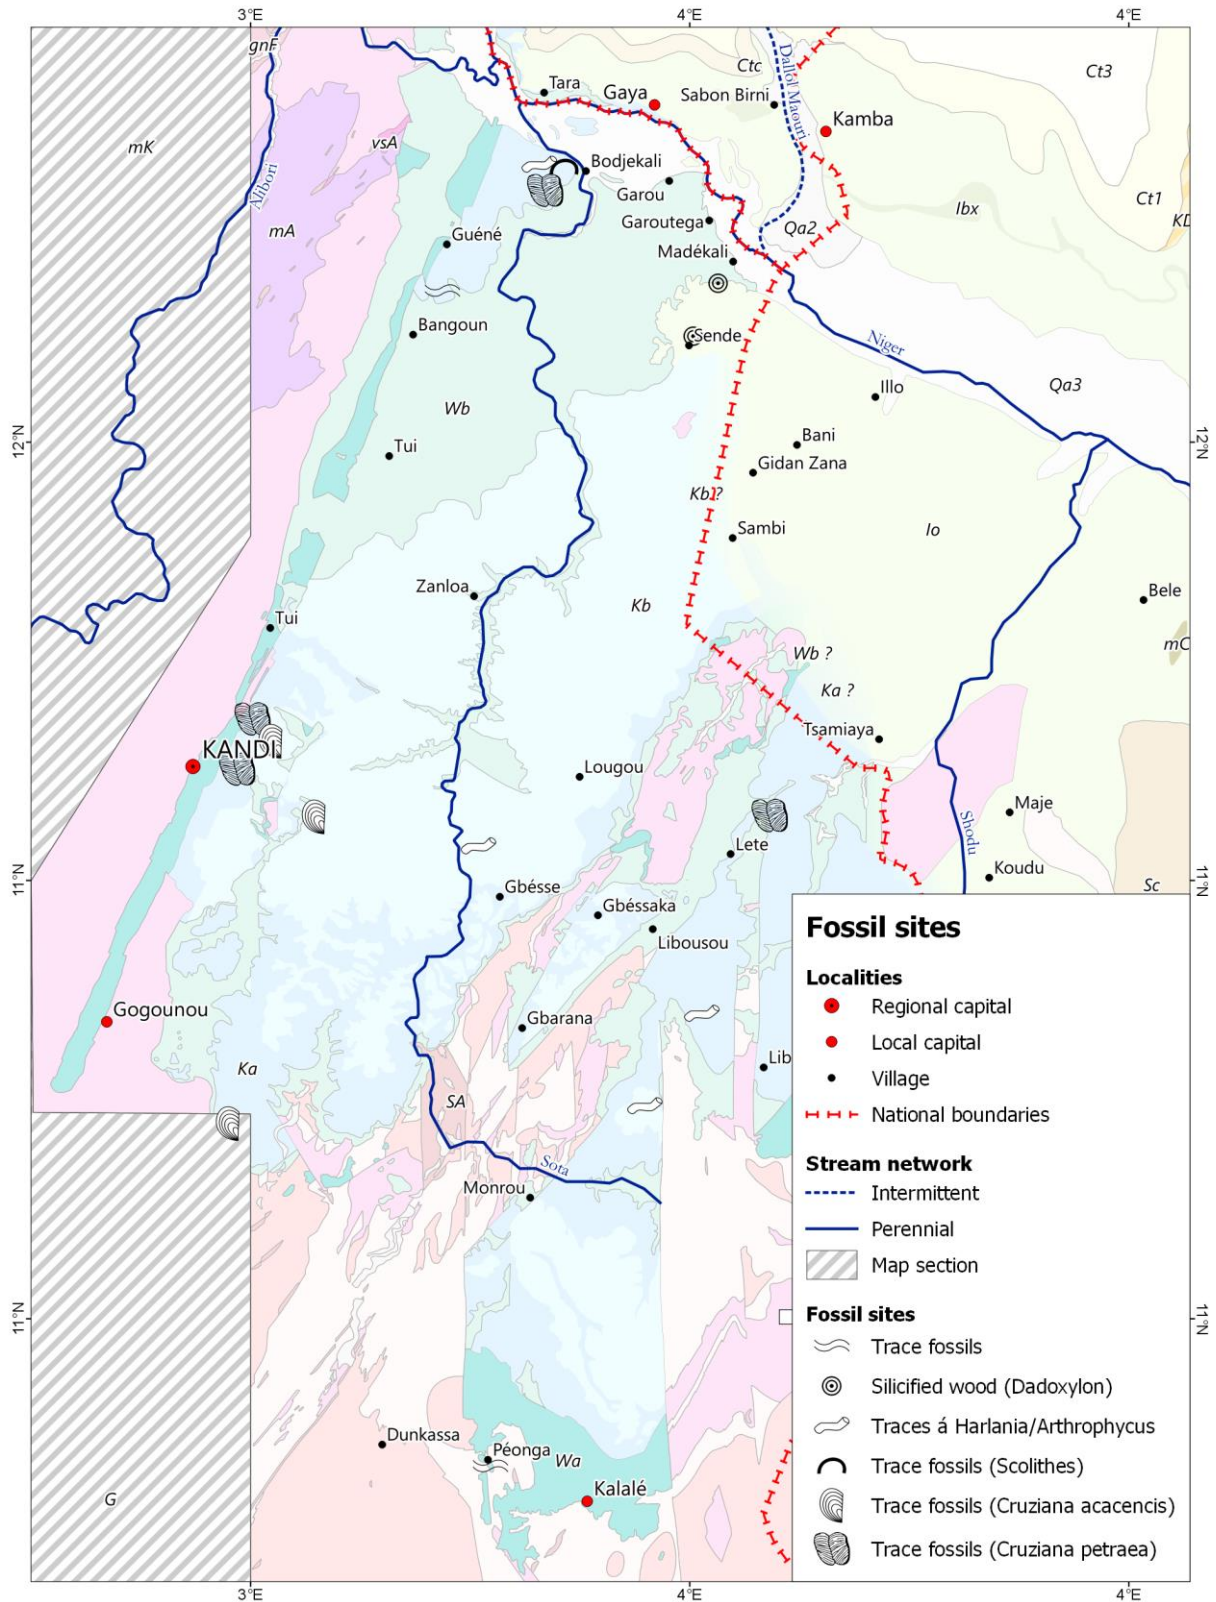 3°E
4°E
4°E
gnF
Ctc
Ct3
Tara
Gaya
Sabon Birni
Dallol Maouri
Kamba
mK
vsA
Bodjekali
Alibori
Garou
Ct1
mA
Ibx
Garoutega
Qa2
Guéné
Madékali
Bangoun
Sende
Niger
Qa3
Illo
Wb
12°N
Bani
12°N
Tui
Gidan Zana
Kb ?
Sambi
Io
Zanloa
Kb
Bele
Tui
Wb ?
mC
Ka ?
Tsamiaya
KANDI
Lougou
Maje
Shodu
Lete
Koudu
11°N
11°N
Gbésse
Sc
Gbéssaka
Libousou
Gogounou
Gbarana
Ka
Lib
SA
Sota
Monrou
11°N
11°N
Dunkassa
Péonga
Wa
Kalalé
G
3°E
4°E
4°E
Fossil sites
Localities
Regional capital
Local capital
Village
National boundaries
Stream network
Intermittent
Perennial
Map section
Fossil sites
Trace fossils
Silicified wood (Dadoxylon)
Traces á Harlania/Arthrophycus
Trace fossils (Scolithes)
Trace fossils (Cruziana acacencis)
Trace fossils (Cruziana petraea)